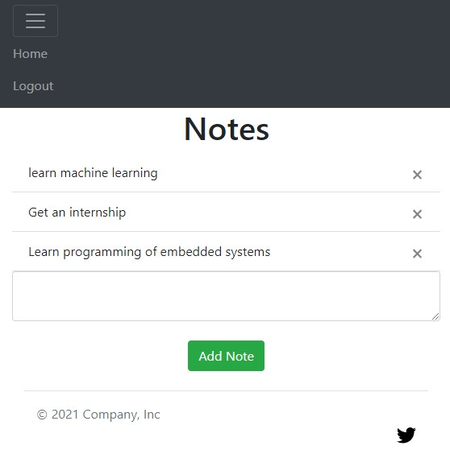 Home
Logout
Notes
learn machine learning ×
Get an internship ×
Learn programming of embedded systems ×
Add Note
© 2021 Company, Inc